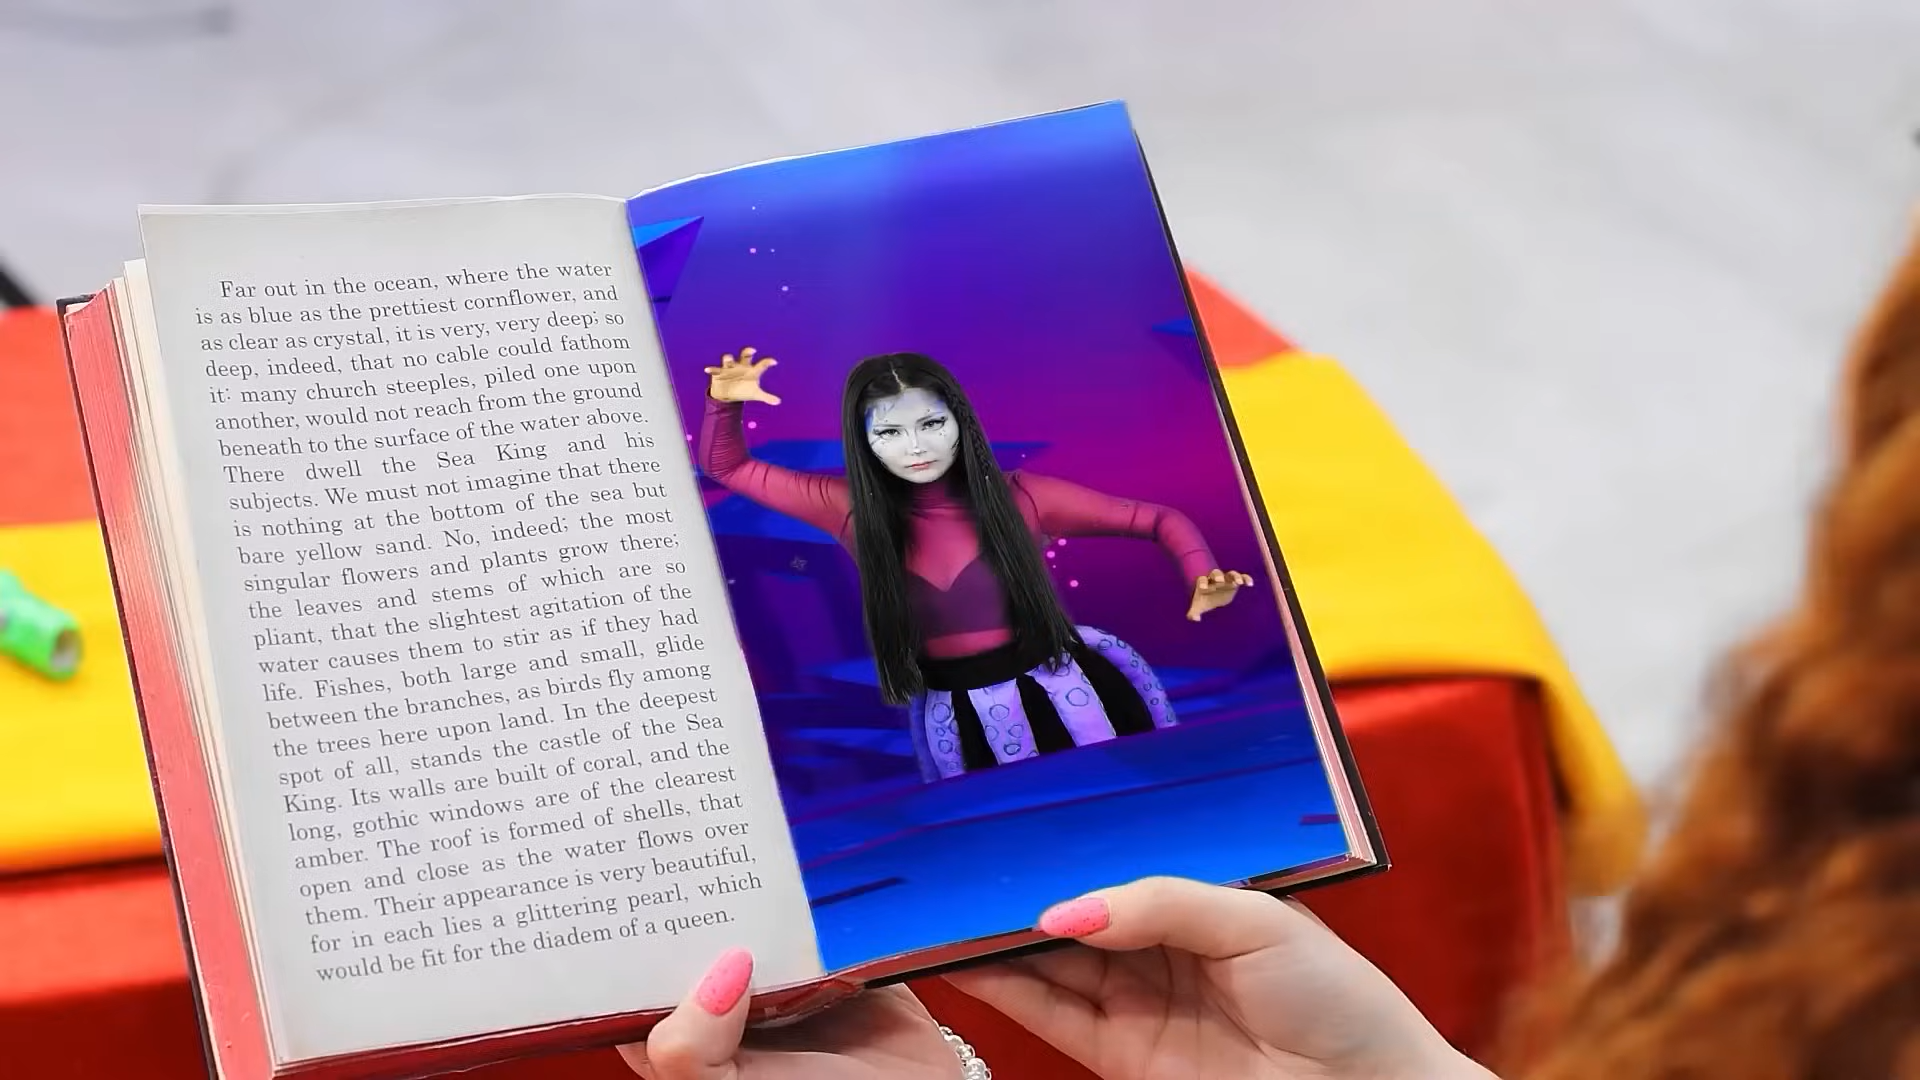 Far out in the ocean, where the water
is as blue as the prettiest cornflower, and
as clear as crystal, it is very, very deep; so
deep, indeed, that no cable could fathom
it: many church steeples, piled one upon
another, would not reach from the ground
beneath to the surface of the water above.
There dwell the Sea King and his
subjects. We must not imagine that there
is nothing at the bottom of the sea but
bare yellow sand. No, indeed; the most
singular flowers and plants grow there;
the leaves and stems of which are so
pliant, that the slightest agitation of the
water causes them to stir as if they had
life. Fishes, both large and small, glide
between the branches, as birds fly among
the trees here upon land. In the deepest
spot of all, stands the castle of the Sea
King. Its walls are built of coral, and the
long, gothic windows are of the clearest
amber. The roof is formed of shells, that
open and close as the water flows over
them. Their appearance is very beautiful,
for in each lies a glittering pearl, which
would be fit for the diadem of a queen.